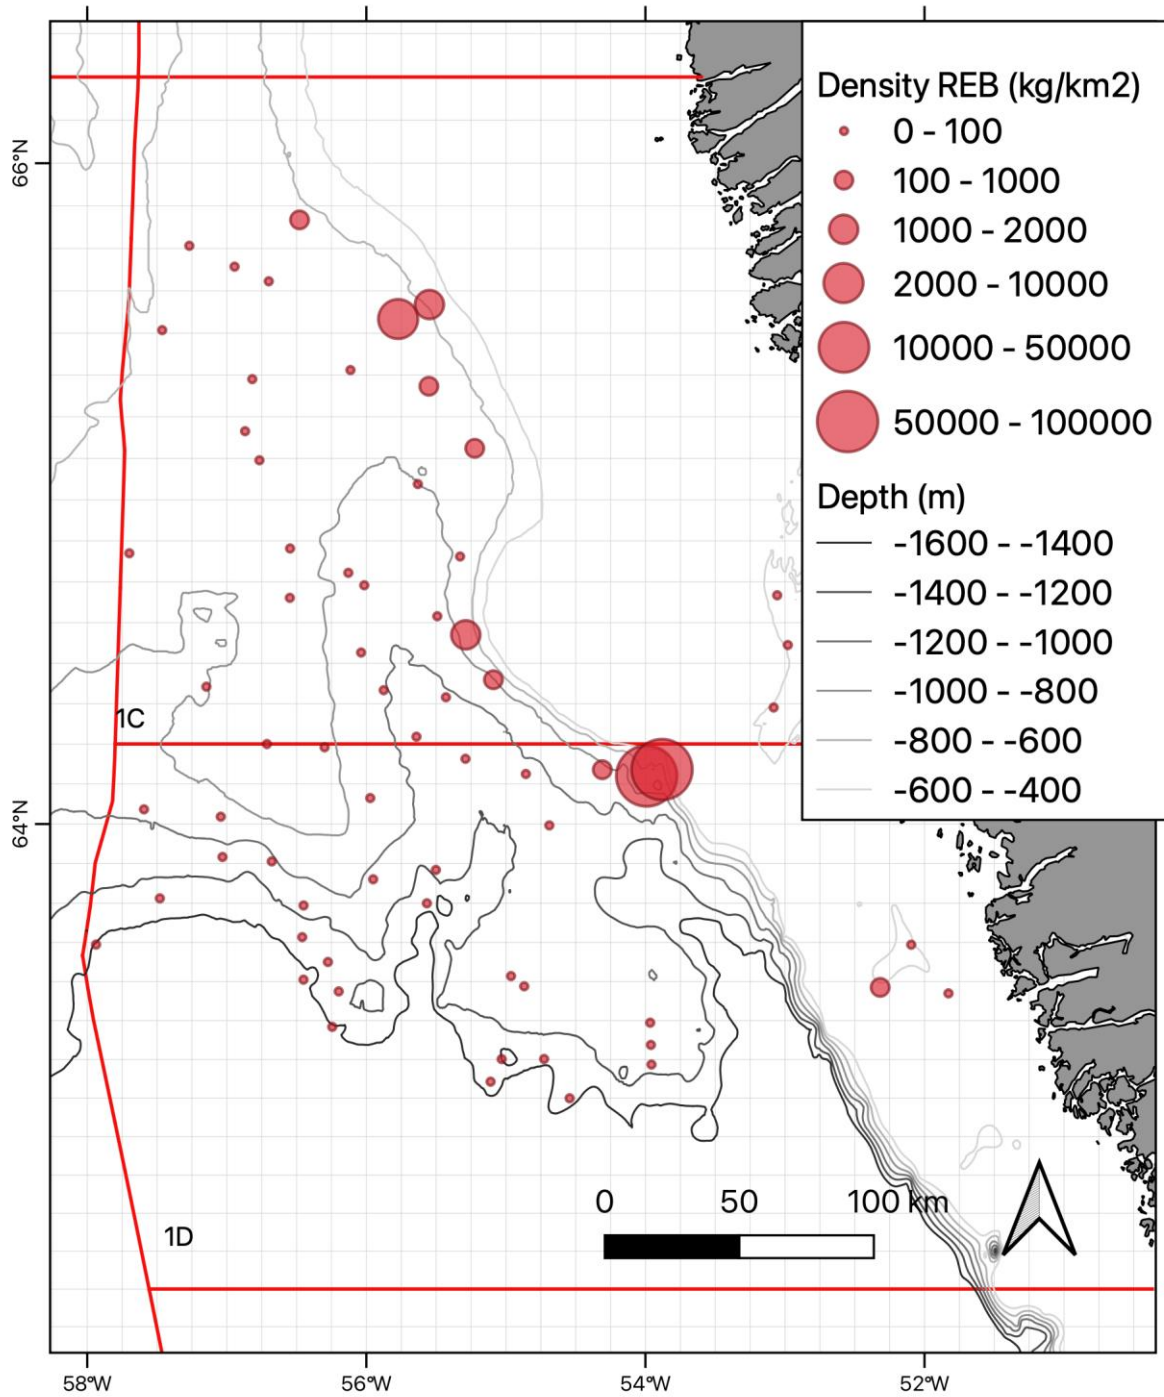 Density REB (kg/km2)
0 - 100
100 - 1000
1000 - 2000
2000 - 10000
10000 - 50000
50000 - 100000
Depth (m)
-1600 - -1400
-1400 - -1200
-1200 - -1000
-1000 - -800
-800 - -600
-600 - -400
66°N
64°N
1C
1D
0 50 100 km
58°W 56°W 54°W 52°W